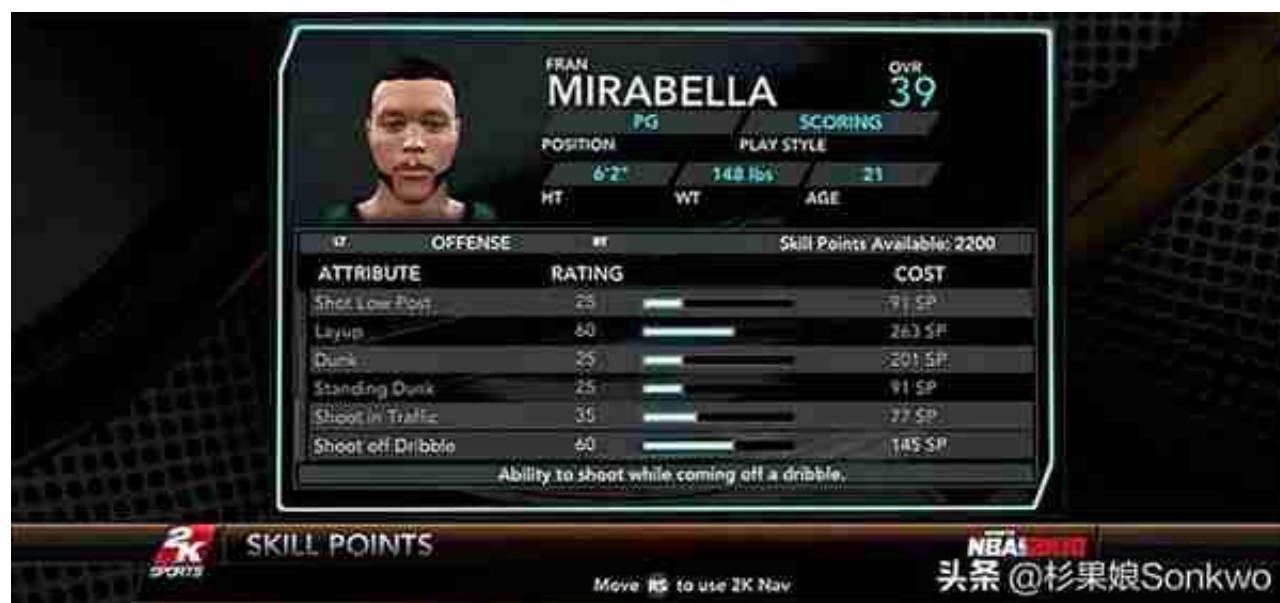 FRAN
MIRABELLA
OVR
39
PG SCORING
POSITION PLAY STYLE
6'2" 148 lbs 21
HT WT AGE
LT OFFENSE RT Skill Points Available: 2200
ATTRIBUTE RATING COST
Shot Low Post 25 91 SP
Layup 60 263 SP
Dunk 25 201 SP
Standing Dunk 25 91 SP
Shoot in Traffic 35 77 SP
Shoot off Dribble 60 145 SP
Ability to shoot while coming off a dribble.
2K SPORTS
SKILL POINTS
NBA 2K10
Move RS to use 2K Nav
头条 @杉果娘Sonkwo